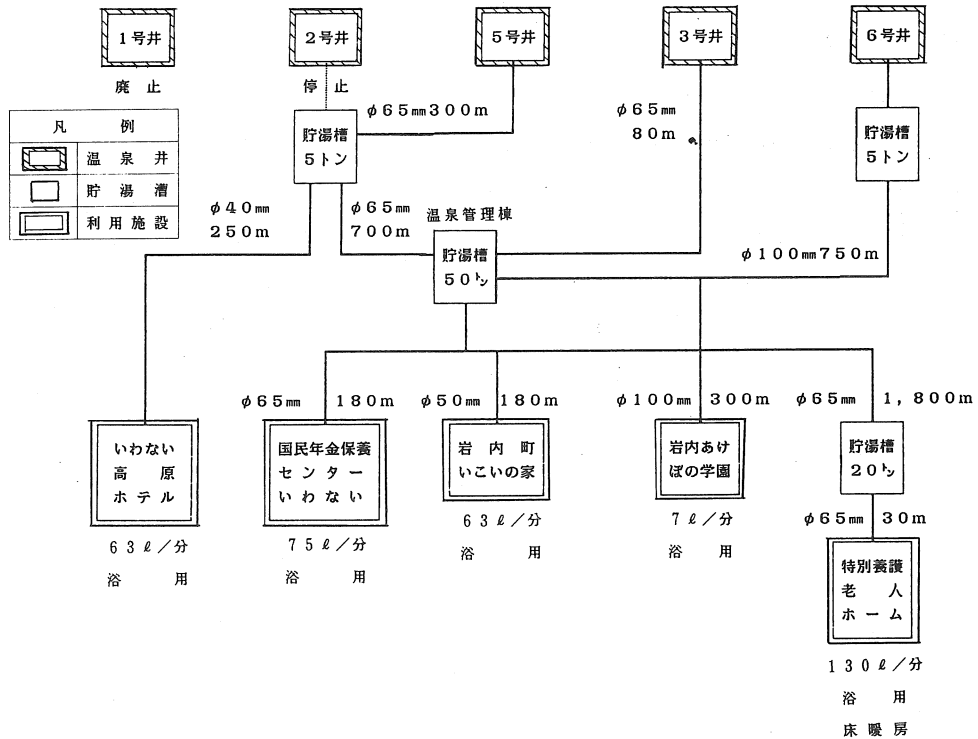 1号井
2号井
5号井
3号井
6号井
廃 止
停 止
凡 例
温 泉 井
貯 湯 漕
利 用 施 設
φ65㎜300m
φ65㎜
80m
貯湯槽
5トン
貯湯槽
5トン
φ40㎜
250m
φ65㎜
700m
温泉管理棟
貯湯槽
50㌧
φ100㎜750m
φ65㎜ 180m
φ50㎜ 180m
φ100㎜ 300m
φ65㎜ 1,800m
いわない
高 原
ホテル
国民年金保養
センター
いわない
岩 内 町
いこいの家
岩内あけ
ぼの学園
貯湯槽
20㌧
63ℓ/分
浴 用
75ℓ/分
浴 用
63ℓ/分
浴 用
7ℓ/分
浴 用
φ65㎜ 30m
特別養護
老 人
ホーム
130ℓ/分
浴 用
床暖房